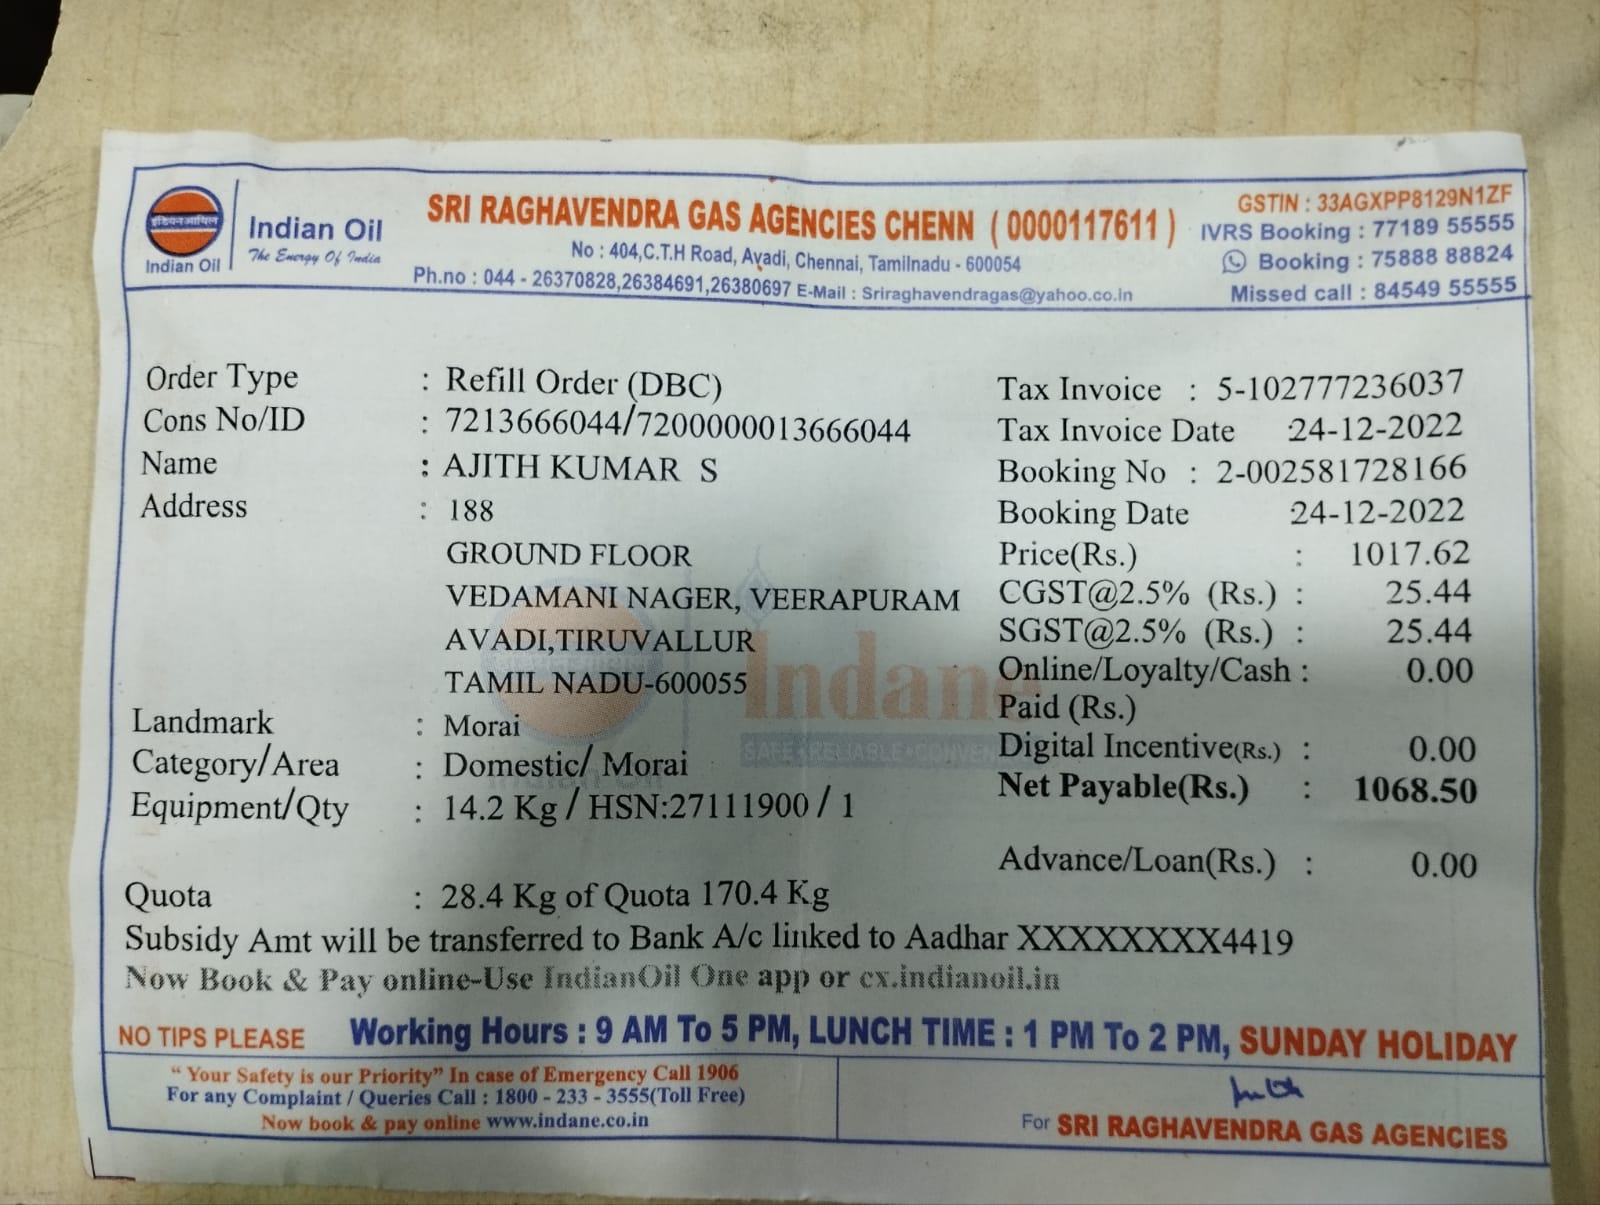 इंडियन ऑयल
Indian Oil
Indian Oil
The Energy Of India
SRI RAGHAVENDRA GAS AGENCIES CHENN ( 0000117611 )
No : 404,C.T.H Road, Avadi, Chennai, Tamilnadu - 600054
Ph.no : 044 - 26370828,26384691,26380697 E-Mail : Sriraghavendragas@yahoo.co.in
GSTIN : 33AGXPP8129N1ZF
IVRS Booking : 77189 55555
Booking : 75888 88824
Missed call : 84549 55555
Order Type : Refill Order (DBC)
Cons No/ID : 7213666044/7200000013666044
Name : AJITH KUMAR S
Address : 188
GROUND FLOOR
VEDAMANI NAGER, VEERAPURAM
AVADI,TIRUVALLUR
TAMIL NADU-600055
Landmark : Morai
Category/Area : Domestic/ Morai
Equipment/Qty : 14.2 Kg / HSN:27111900 / 1
Quota : 28.4 Kg of Quota 170.4 Kg
Tax Invoice : 5-102777236037
Tax Invoice Date :24-12-2022
Booking No : 2-002581728166
Booking Date :24-12-2022
Price(Rs.) : 1017.62
CGST@2.5% (Rs.) : 25.44
SGST@2.5% (Rs.) : 25.44
Online/Loyalty/Cash : 0.00
Paid (Rs.)
Digital Incentive(Rs.) : 0.00
Net Payable(Rs.) : 1068.50
Advance/Loan(Rs.) : 0.00
Indane
SAFE•RELIABLE•CONVEN
Indian Oil
Subsidy Amt will be transferred to Bank A/c linked to Aadhar XXXXXXXX4419
Now Book & Pay online-Use IndianOil One app or cx.indianoil.in
NO TIPS PLEASE Working Hours : 9 AM To 5 PM, LUNCH TIME : 1 PM To 2 PM, SUNDAY HOLIDAY
“ Your Safety is our Priority” In case of Emergency Call 1906
For any Complaint / Queries Call : 1800 - 233 - 3555(Toll Free)
Now book & pay online www.indane.co.in
For SRI RAGHAVENDRA GAS AGENCIES